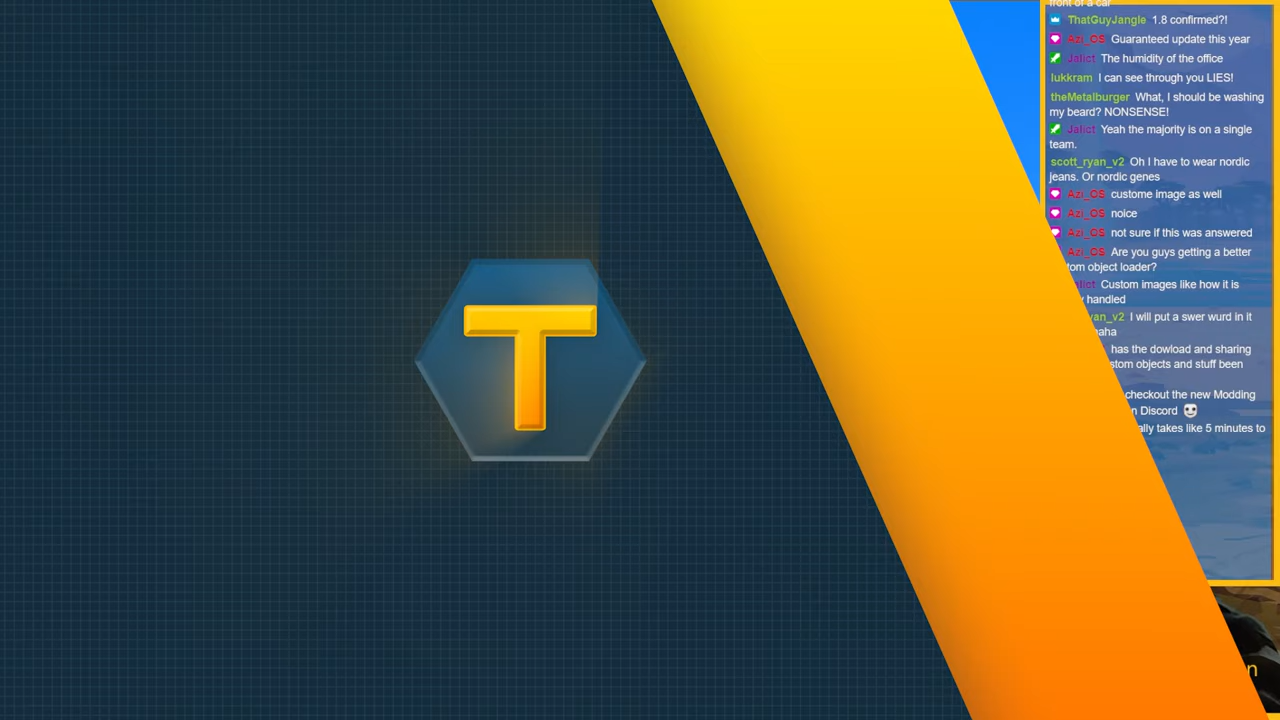 T
front of a car
ThatGuyJangle 1.8 confirmed?!
Azi_OS Guaranteed update this year
Jalict The humidity of the office
lukkram I can see through you LIES!
theMetalburger What, I should be washing
my beard? NONSENSE!
Jalict Yeah the majority is on a single
team.
scott_ryan_v2 Oh I have to wear nordic
jeans. Or nordic genes
Azi_OS custome image as well
Azi_OS noice
Azi_OS not sure if this was answered
Azi_OS Are you guys getting a better
tom object loader?
Custom images like how it is
handled
I will put a swer wurd in it
aha
has the dowload and sharing
stom objects and stuff been
checkout the new Modding
n Discord
ally takes like 5 minutes to
n